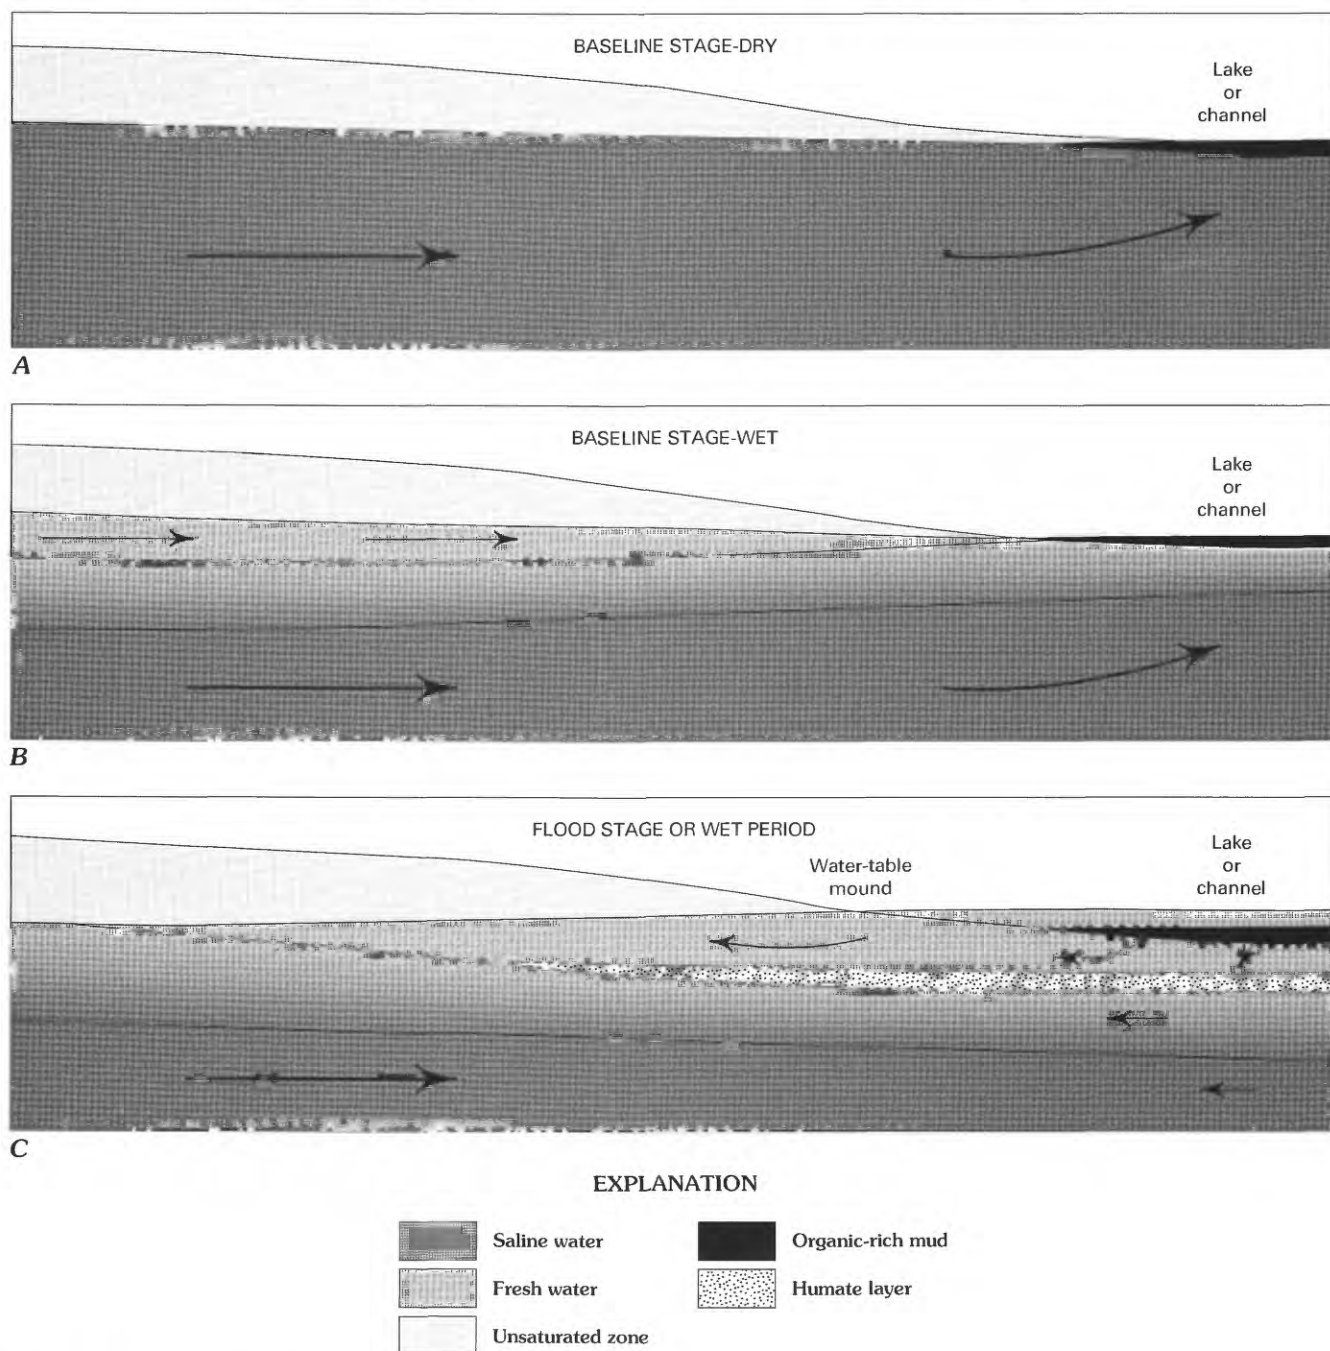 BASELINE STAGE-DRY
Lake
or
channel
A
BASELINE STAGE-WET
Lake
or
channel
B
FLOOD STAGE OR WET PERIOD
Water-table
mound
Lake
or
channel
C
EXPLANATION
Saline water
Organic-rich mud
Fresh water
Humate layer
Unsaturated zone